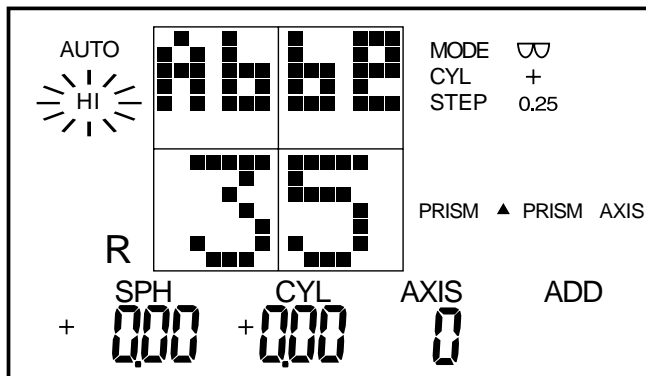 AUTO
HI
Abbe
35
MODE
CYL +
STEP 0.25
PRISM ▲ PRISM AXIS
R
SPH CYL AXIS ADD
+ 0.00 + 0.00 0